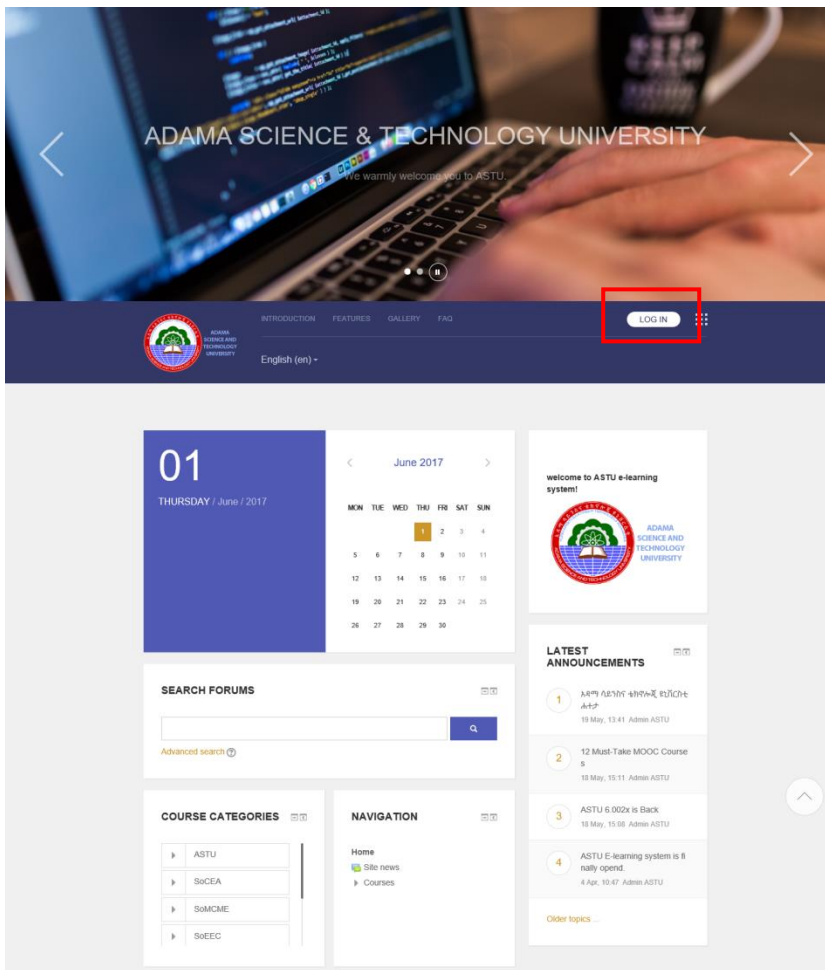 ADAMA SCIENCE & TECHNOLOGY UNIVERSITY
We warmly welcome you to ASTU.
ADAMA
SCIENCE AND
TECHNOLOGY
UNIVERSITY
INTRODUCTION FEATURES GALLERY FAQ
LOG IN
English (en)
01
THURSDAY / June / 2017
June 2017
MON TUE WED THU FRI SAT SUN
1 2 3 4
5 6 7 8 9 10 11
12 13 14 15 16 17 18
19 20 21 22 23 24 25
26 27 28 29 30
welcome to ASTU e-learning
system!
ADAMA
SCIENCE AND
TECHNOLOGY
UNIVERSITY
SEARCH FORUMS
Advanced search
COURSE CATEGORIES
ASTU
SoCEA
SoMCME
SoEEC
NAVIGATION
Home
Site news
Courses
LATEST
ANNOUNCEMENTS
1
19 May, 13:41 Admin ASTU
2 12 Must-Take MOOC Course
s
18 May, 15:11 Admin ASTU
3 ASTU 6.002x is Back
18 May, 15:08 Admin ASTU
4 ASTU E-learning system is fi
nally opend.
4 Apr, 10:47 Admin ASTU
Older topics ...